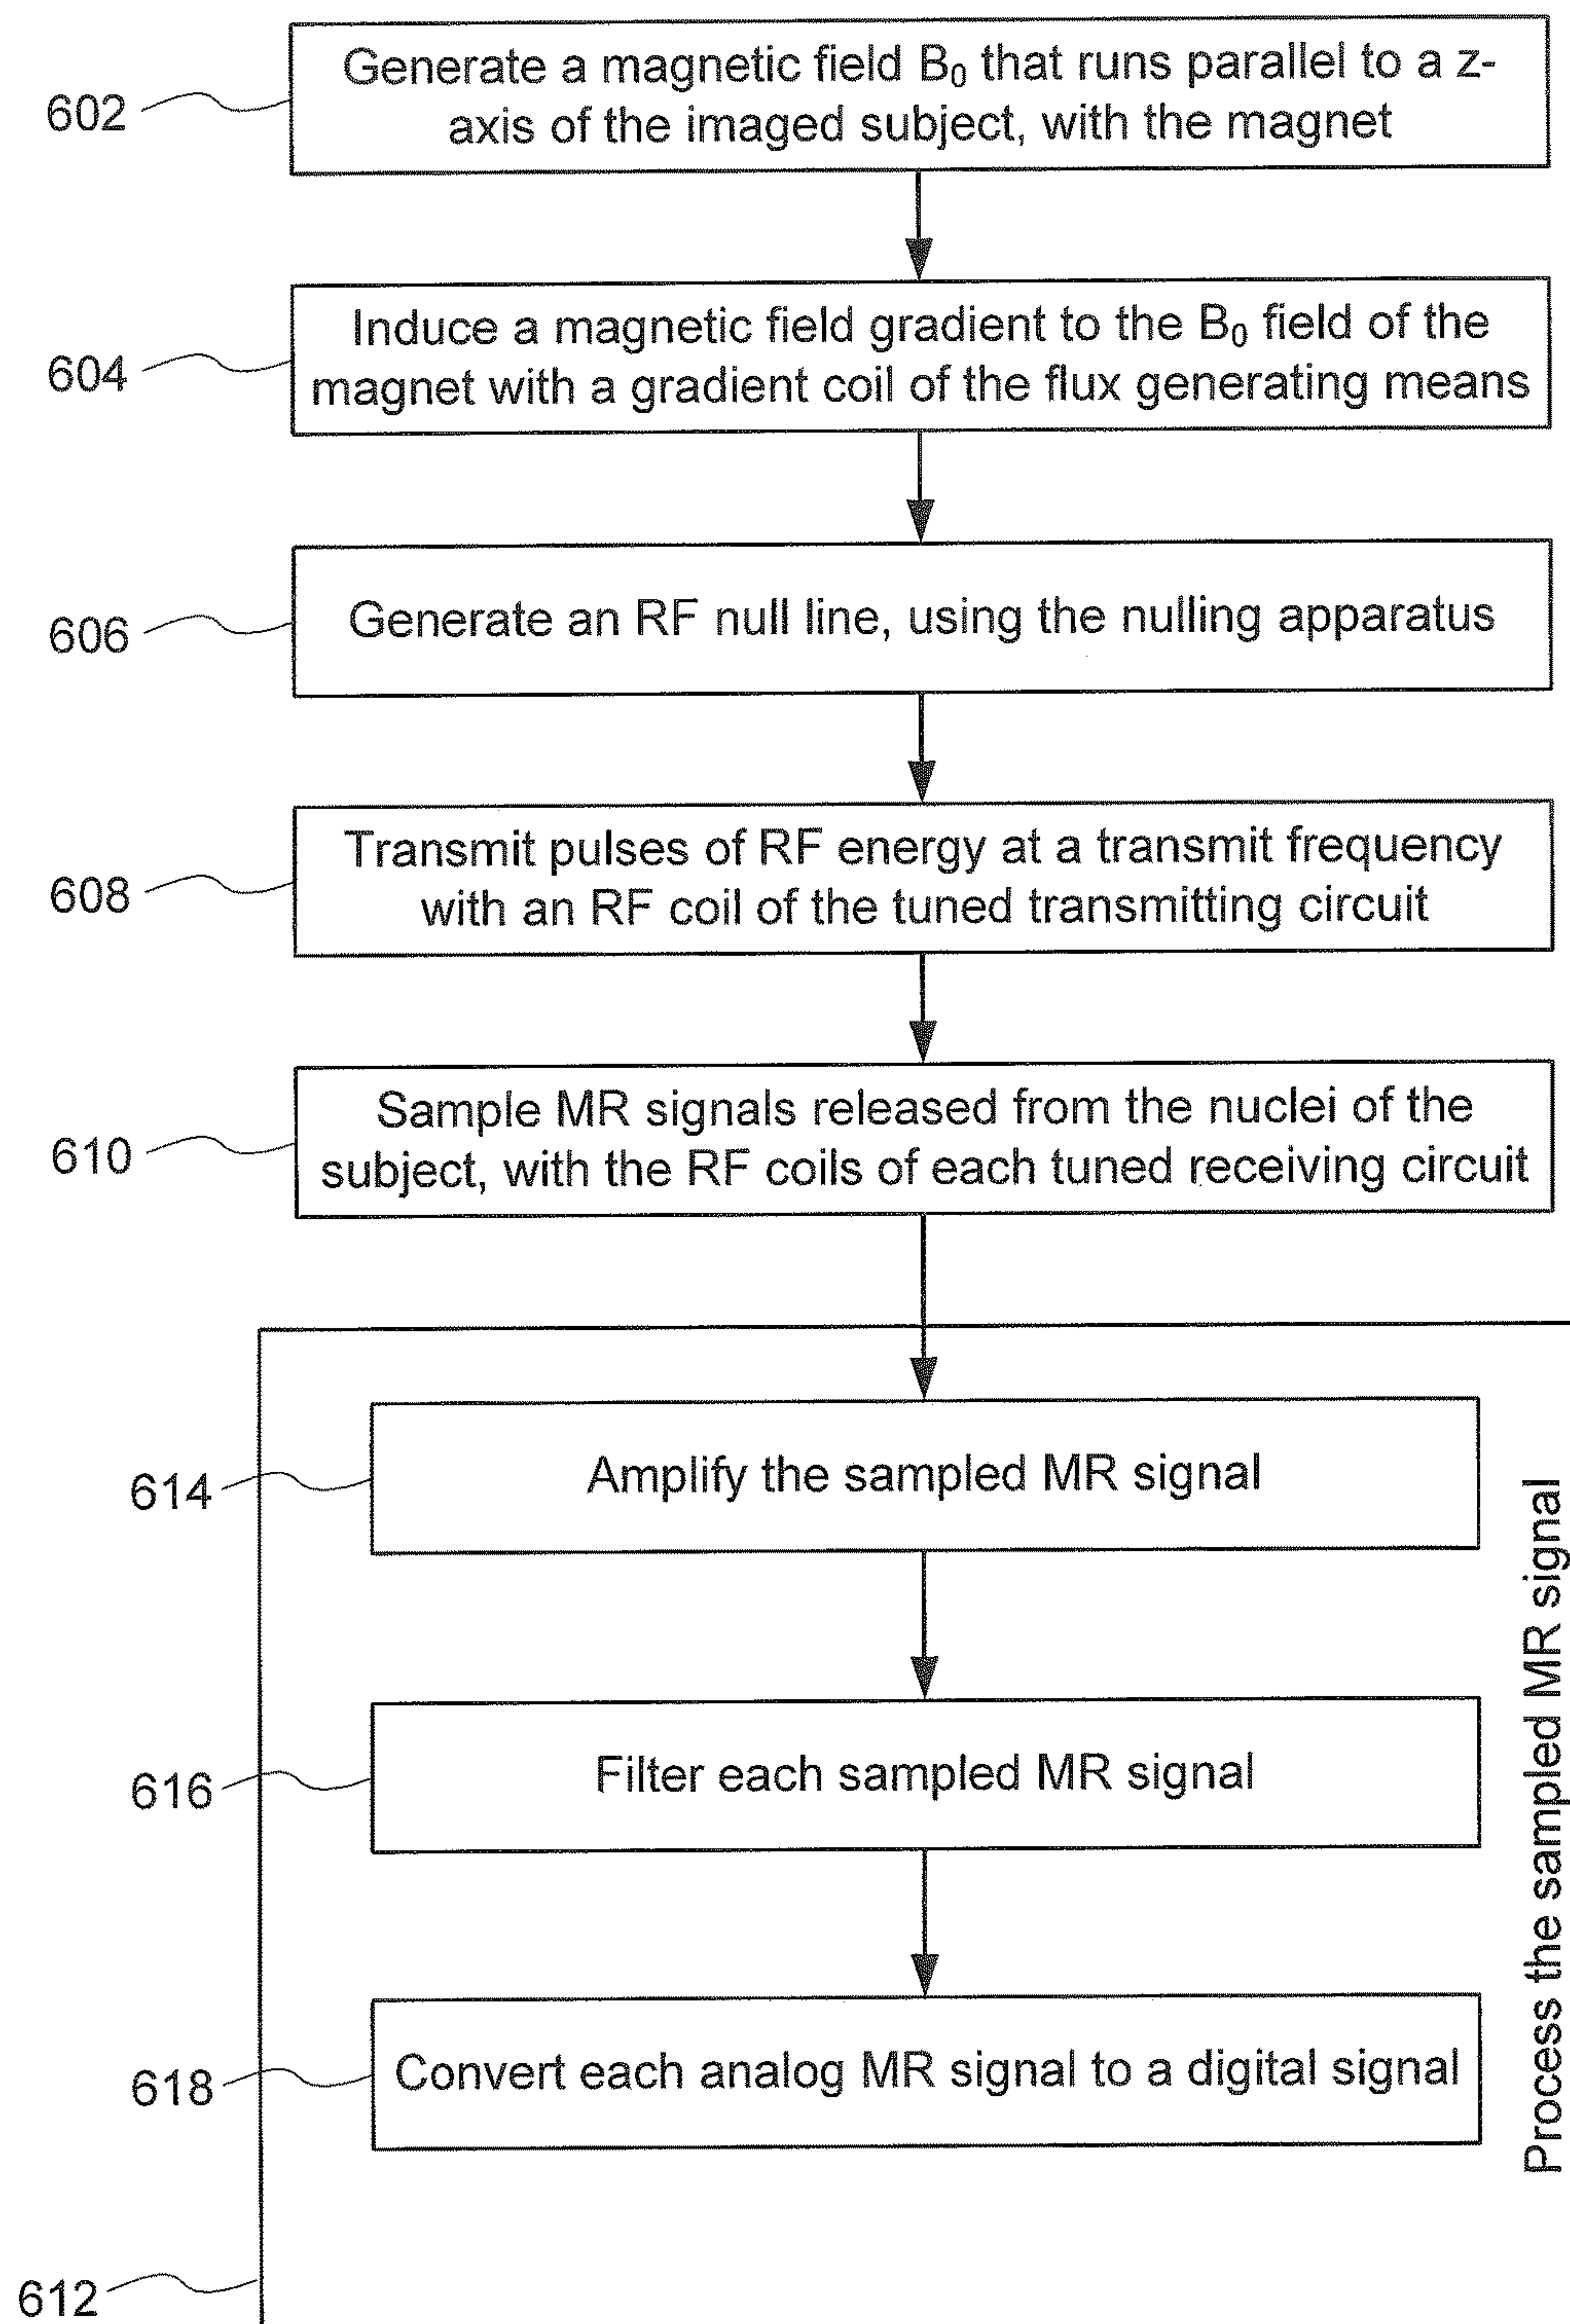 602
Generate a magnetic field B₀ that runs parallel to a z-
axis of the imaged subject, with the magnet
604
Induce a magnetic field gradient to the B₀ field of the
magnet with a gradient coil of the flux generating means
606
Generate an RF null line, using the nulling apparatus
608
Transmit pulses of RF energy at a transmit frequency
with an RF coil of the tuned transmitting circuit
610
Sample MR signals released from the nuclei of the
subject, with the RF coils of each tuned receiving circuit
614
Amplify the sampled MR signal
616
Filter each sampled MR signal
618
Convert each analog MR signal to a digital signal
Process the sampled MR signal
612